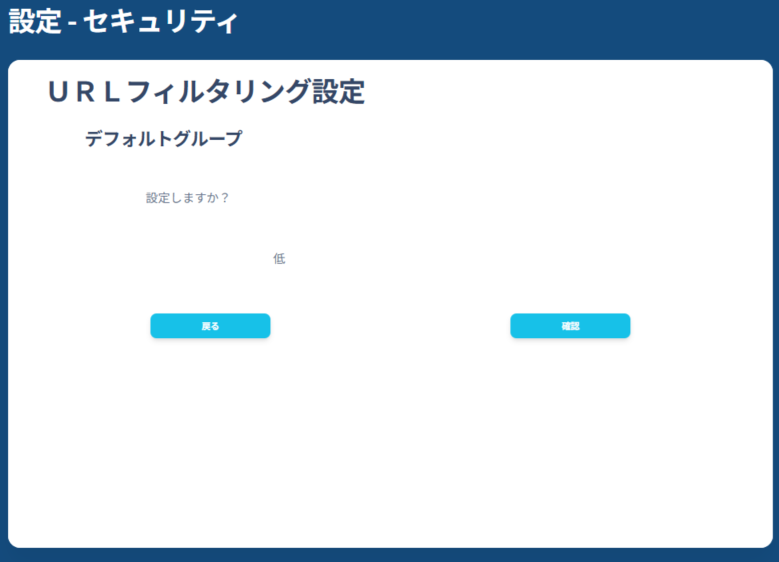 設定 - セキュリティ
ＵＲＬフィルタリング設定
デフォルトグループ
設定しますか？
低
戻る
確認